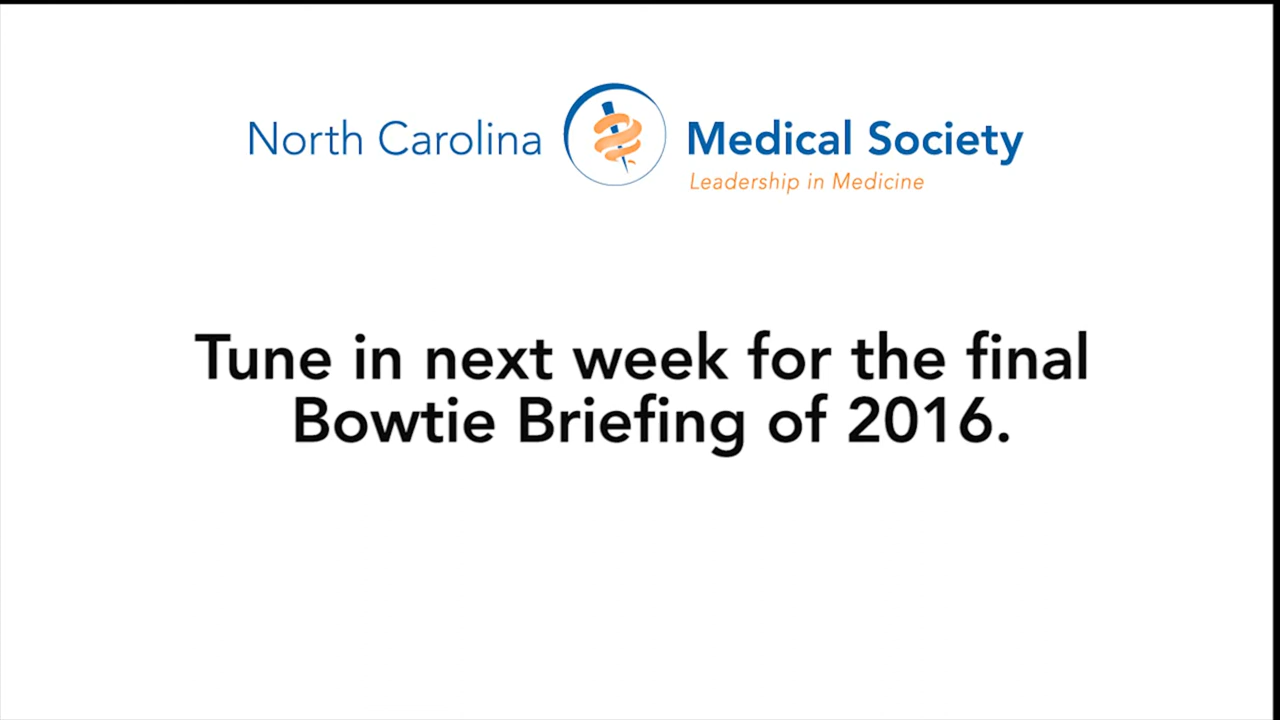 North Carolina Medical Society
Leadership in Medicine
Tune in next week for the final
Bowtie Briefing of 2016.